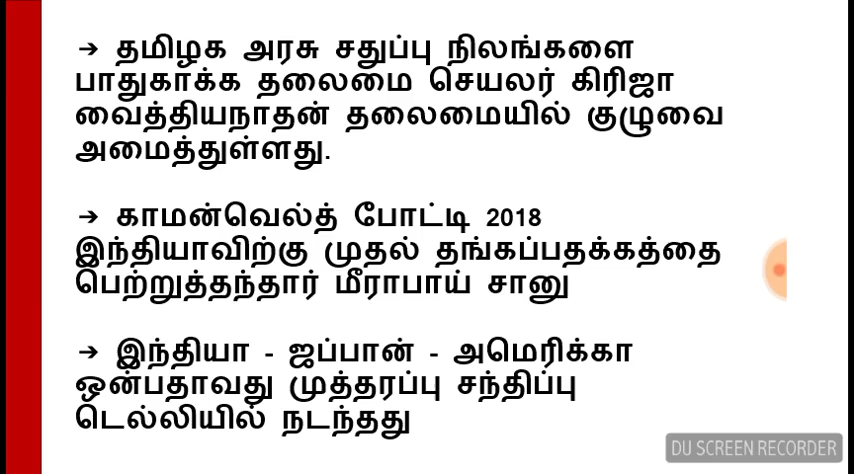 → தமிழக அரசு சதுப்பு நிலங்களை
பாதுகாக்க தலைமை செயலர் கிரிஜா
வைத்தியநாதன் தலைமையில் குழுவை
அமைத்துள்ளது.
→ காமன்வெல்த் போட்டி 2018
இந்தியாவிற்கு முதல் தங்கப்பதக்கத்தை
பெற்றுத்தந்தார் மீராபாய் சானு
→ இந்தியா - ஜப்பான் - அமெரிக்கா
ஒன்பதாவது முத்தரப்பு சந்திப்பு
டெல்லியில் நடந்தது
DU SCREEN RECORDER